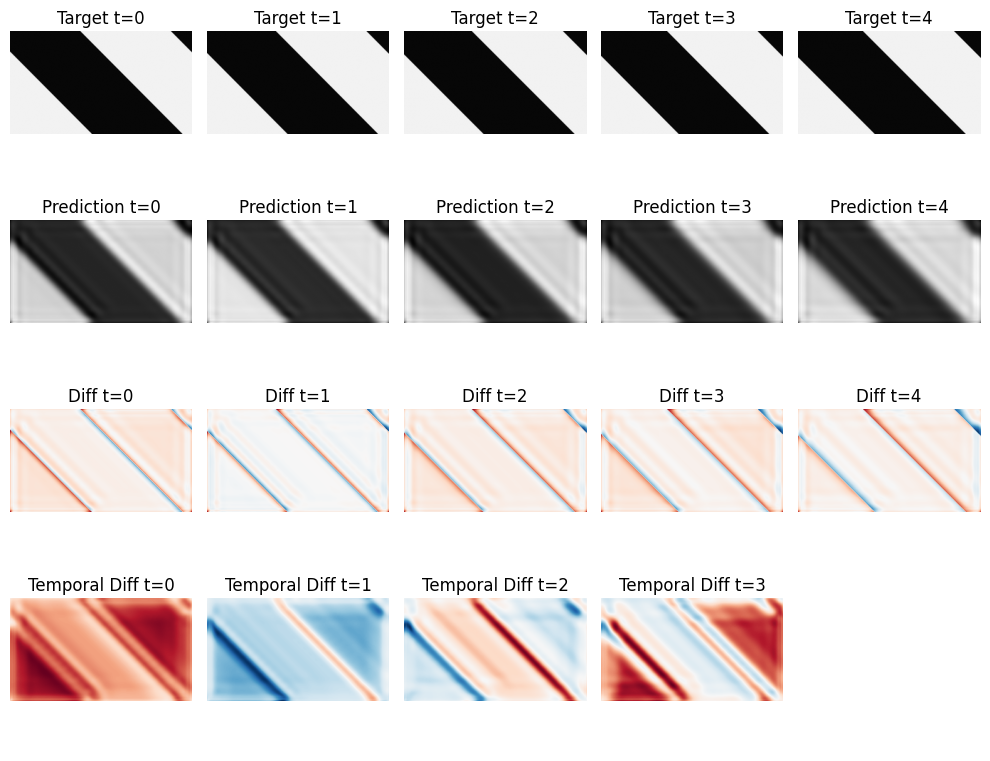 Target t=0 Target t=1 Target t=2 Target t=3 Target t=4
Prediction t=0 Prediction t=1 Prediction t=2 Prediction t=3 Prediction t=4
Diff t=0 Diff t=1 Diff t=2 Diff t=3 Diff t=4
Temporal Diff t=0 Temporal Diff t=1 Temporal Diff t=2 Temporal Diff t=3